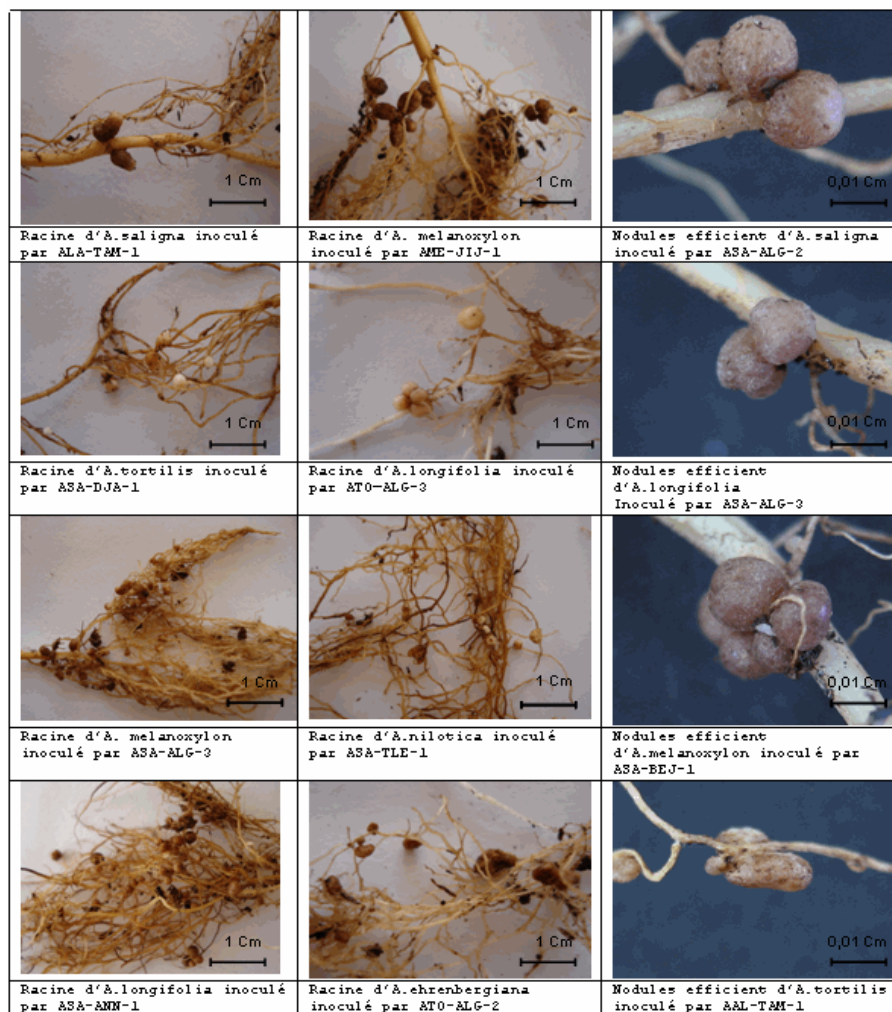 1 Cm
1 Cm
0,01 Cm
Racine d'A.saligna inoculé
par ALA-TAM-1
Racine d'A. melanoxylon
inoculé par AME-JIJ-1
Nodules efficient d'A.saligna
inoculé par ASA-ALG-2
1 Cm
1 Cm
0,01 Cm
Racine d'A.tortilis inoculé
par ASA-DJA-1
Racine d'A.longifolia inoculé
par ATO-ALG-3
Nodules efficient
d'A.longifolia
Inoculé par ASA-ALG-3
1 Cm
1 Cm
0,01 Cm
Racine d'A. melanoxylon
inoculé par ASA-ALG-3
Racine d'A.nilotica inoculé
par ASA-TLE-1
Nodules efficient
d'A.melanoxylon inoculé par
ASA-BEJ-1
1 Cm
1 Cm
0,01 Cm
Racine d'A.longifolia inoculé
par ASA-ANN-1
Racine d'A.ehrenbergiana
inoculé par ATO-ALG-2
Nodules efficient d'A.tortilis
inoculé par AAL-TAM-1